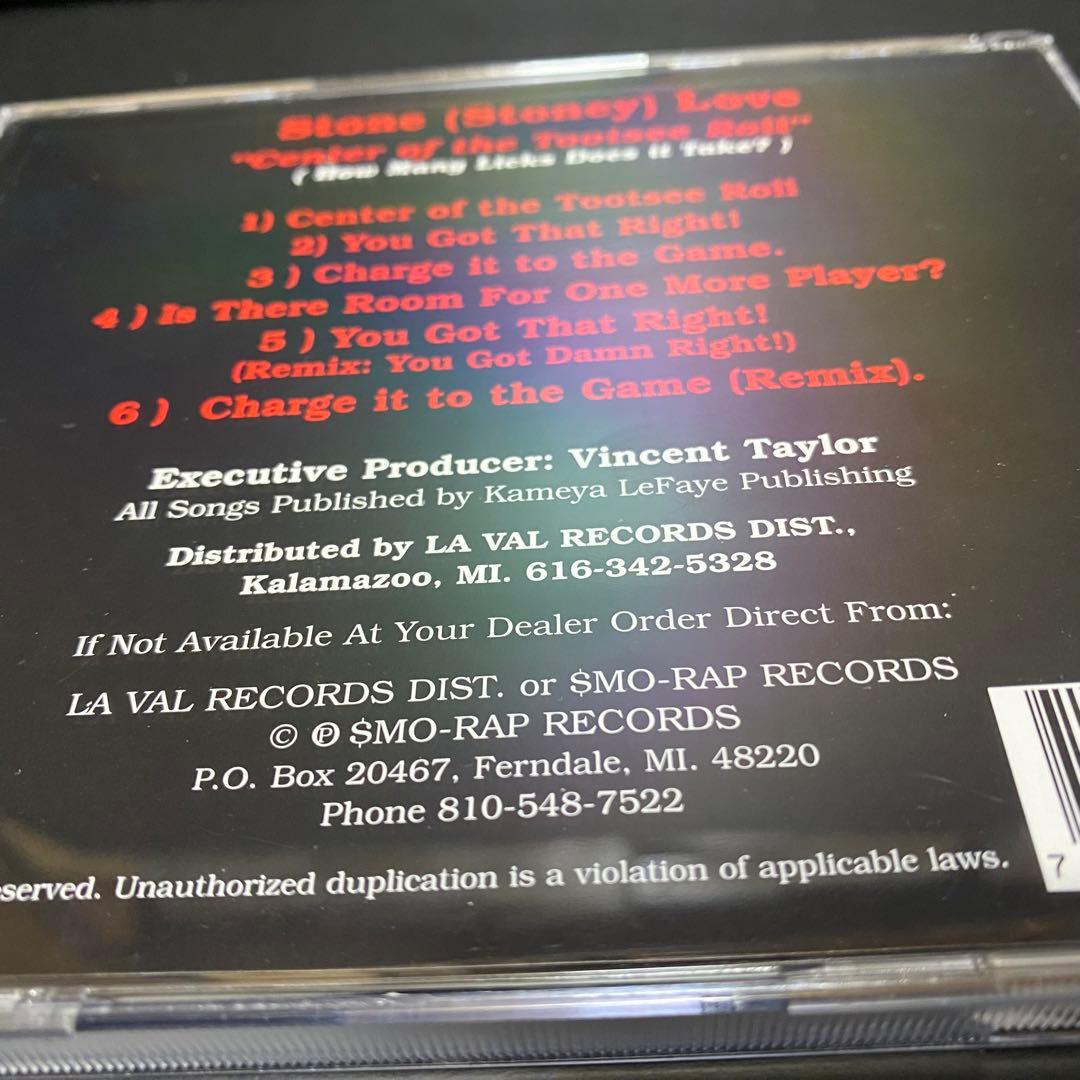 Stone (Stoney) Love
"Center of the Tootsee Roll"
( How Many Licks Does it Take? )
1) Center of the Tootsee Roll
2) You Got That Right!
3 ) Charge it to the Game.
4 ) Is There Room For One More Player?
5 ) You Got That Right!
(Remix: You Got Damn Right!)
6 ) Charge it to the Game (Remix).
Executive Producer: Vincent Taylor
All Songs Published by Kameya LeFaye Publishing
Distributed by LA VAL RECORDS DIST.,
Kalamazoo, MI. 616-342-5328
If Not Available At Your Dealer Order Direct From:
LA VAL RECORDS DIST. or $MO-RAP RECORDS
© ℗ $MO-RAP RECORDS
P.O. Box 20467, Ferndale, MI. 48220
Phone 810-548-7522
served. Unauthorized duplication is a violation of applicable laws.
7